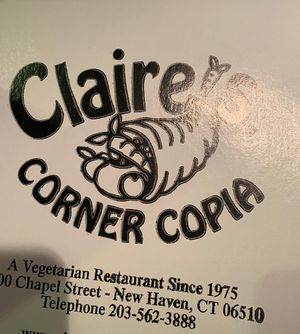 Claire's
CORNER COPIA
A Vegetarian Restaurant Since 1975
00 Chapel Street - New Haven, CT 06510
Telephone 203-562-3888